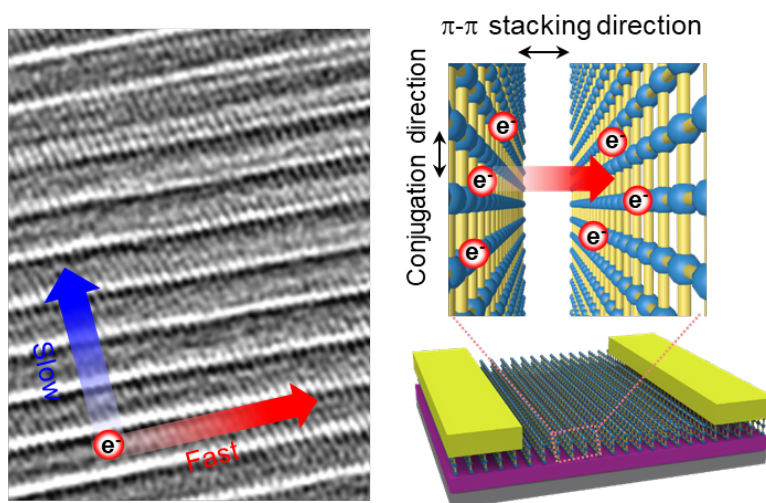 π-π stacking direction
Conjugation direction
e-
e-
e-
e-
e-
e-
Slow
e-
Fast